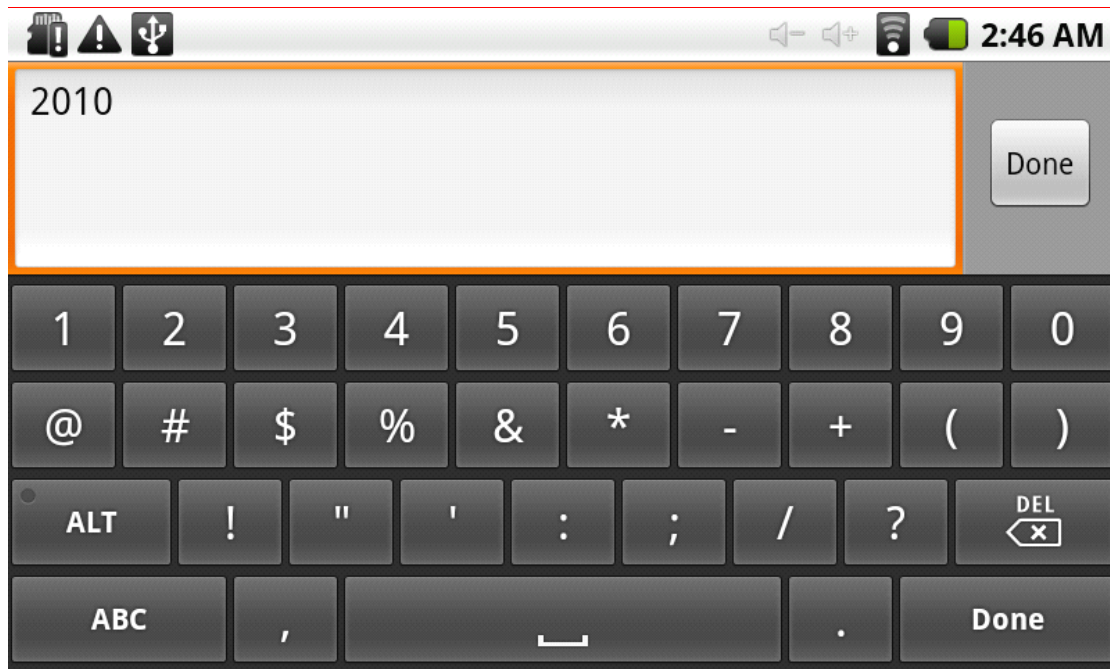 2:46 AM
2010
Done
1 2 3 4 5 6 7 8 9 0
@ # $ % & * - + ( )
ALT ! " ' : ; / ? DEL
ABC , . Done